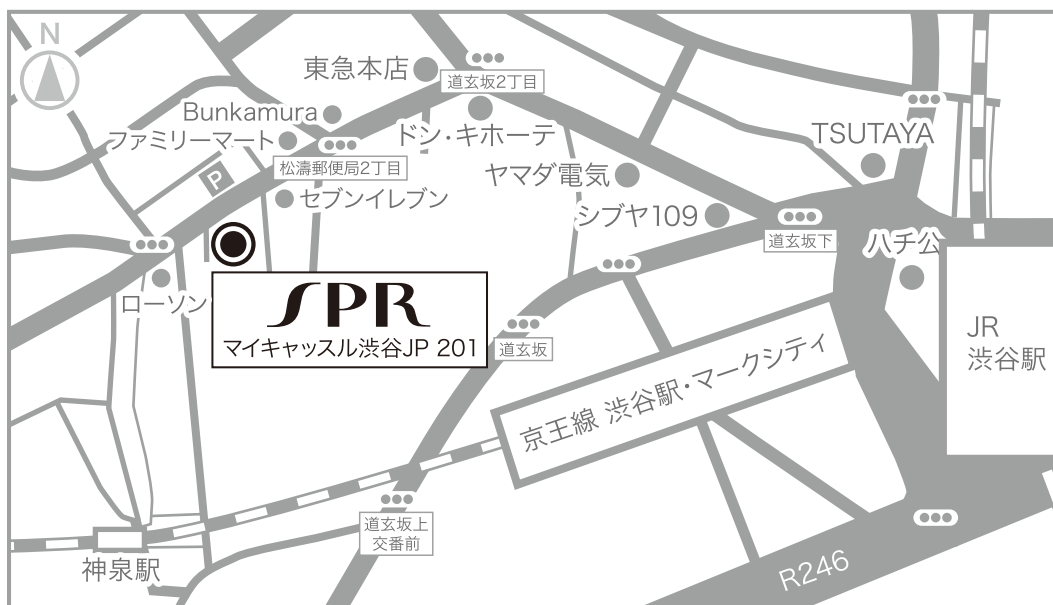 N
東急本店
道玄坂2丁目
Bunkamura
ファミリーマート
ドン・キホーテ
TSUTAYA
松濤郵便局2丁目
P
ヤマダ電気
セブンイレブン
シブヤ109
道玄坂下
ハチ公
ローソン
SPR
マイキャッスル渋谷JP 201
道玄坂
JR
渋谷駅
京王線 渋谷駅・マークシティ
道玄坂上
交番前
神泉駅
R246